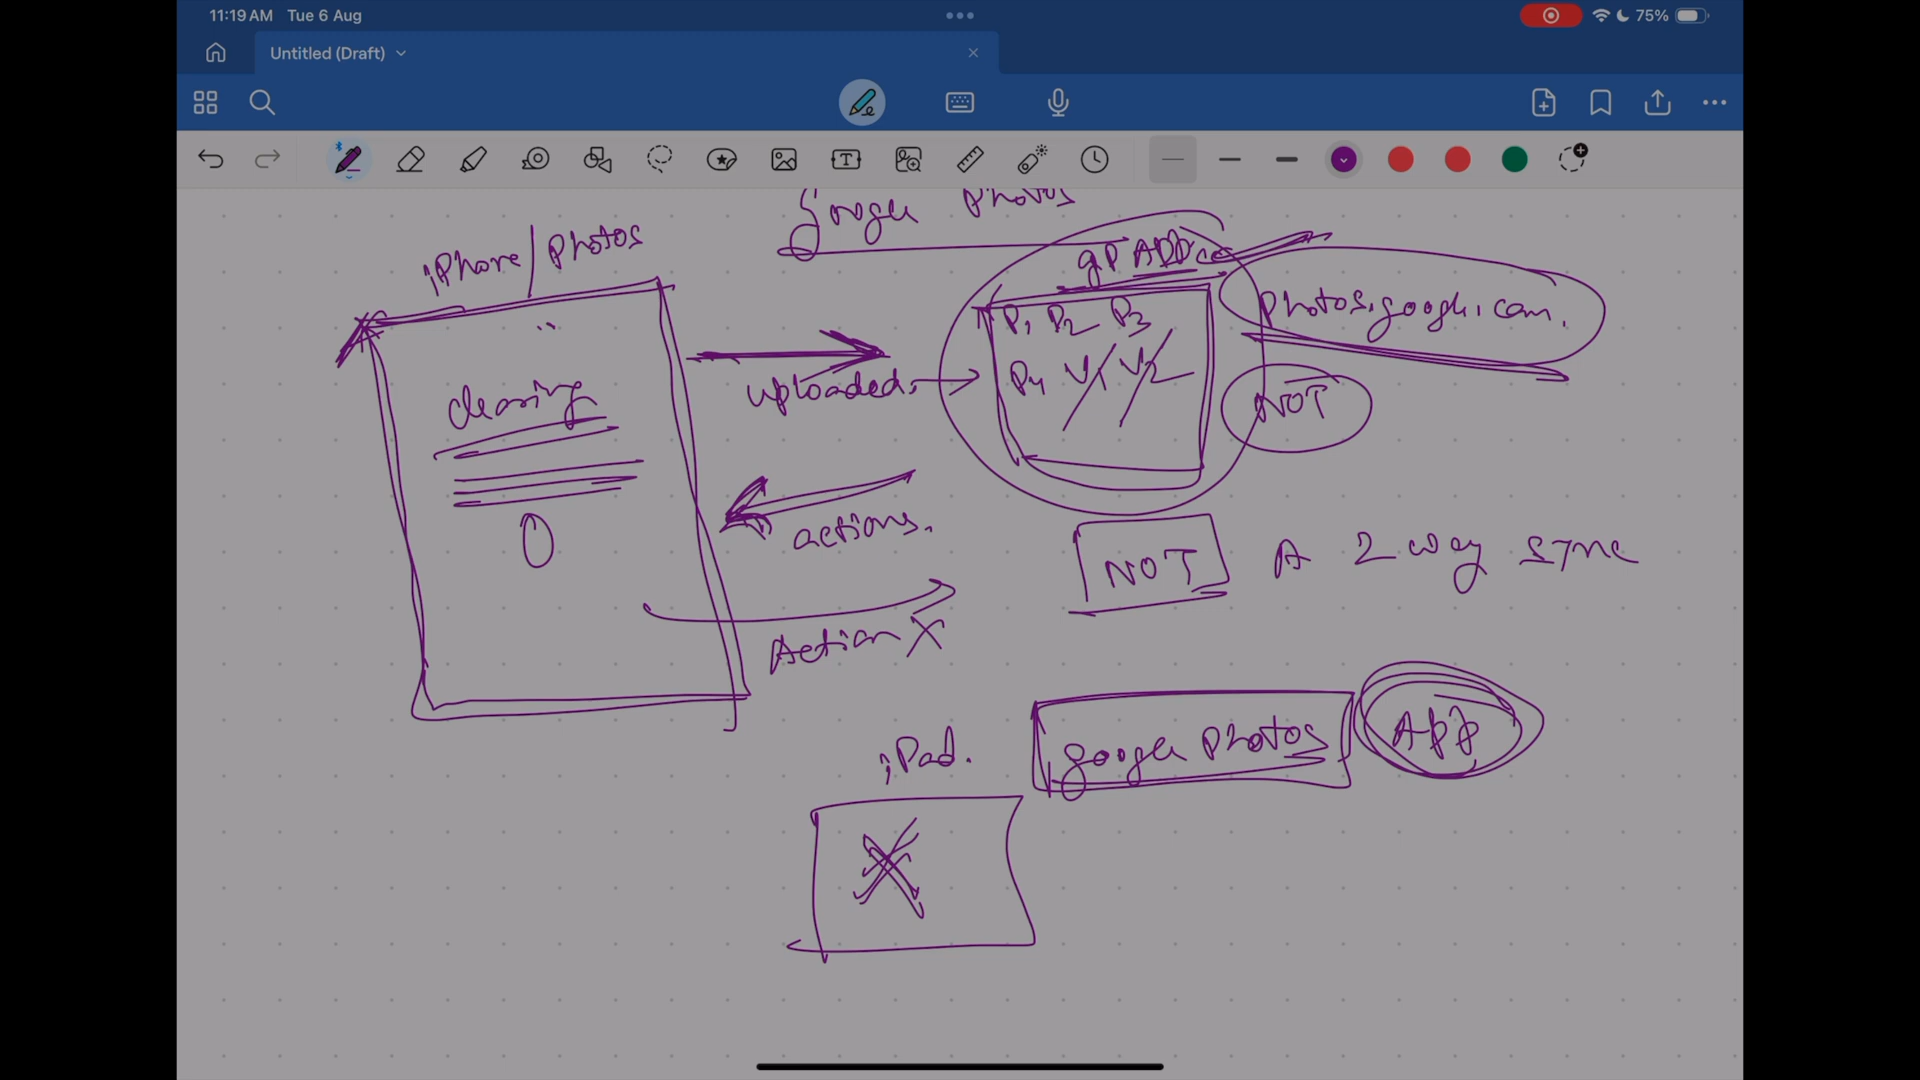 11:19 AM Tue 6 Aug
75%
Untitled (Draft)
Google Photos
iPhone/Photos
gp App
photos.google.com.
P1 P2 P3
P4 V1 V2
NOT
clearing
uploaded.
0
actions.
NOT A 2 way sync
Action X
google photos
App
iPad.
X